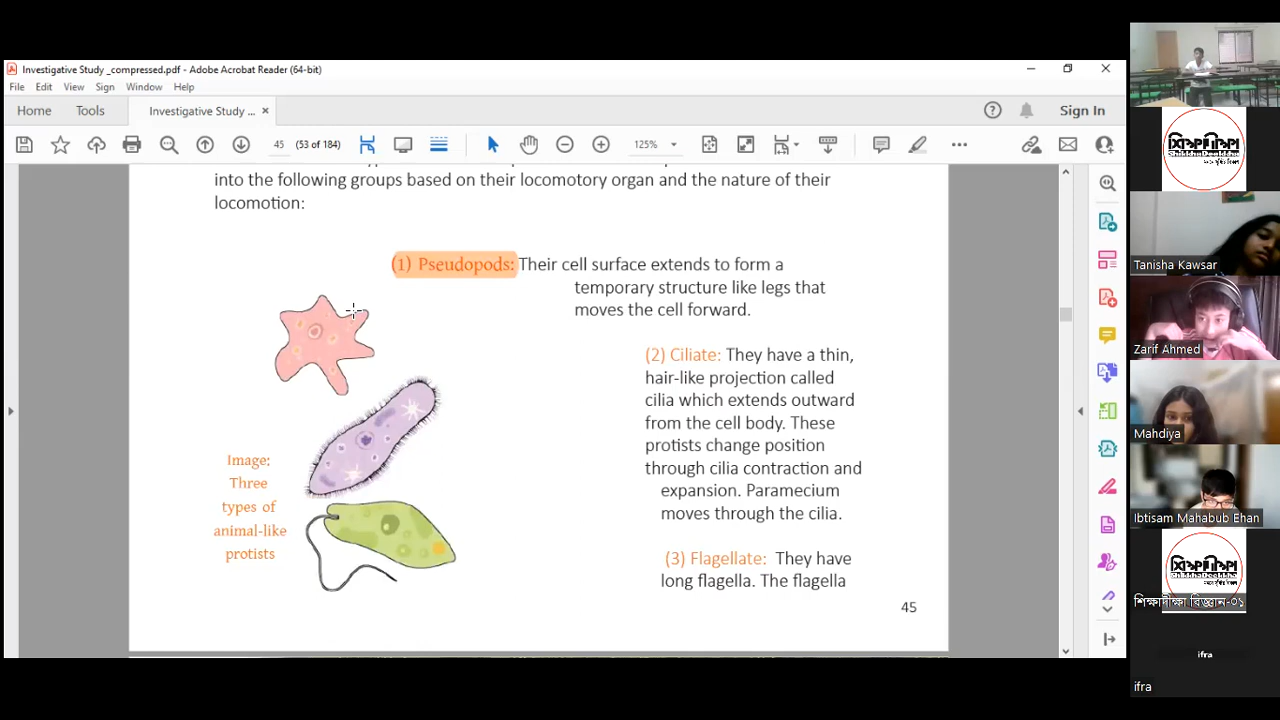 Investigative Study _compressed.pdf - Adobe Acrobat Reader (64-bit)
File Edit View Sign Window Help
Home Tools Investigative Study ... × Sign In
45 (53 of 184) 125%
into the following groups based on their locomotory organ and the nature of their
locomotion:
(1) Pseudopods: Their cell surface extends to form a
temporary structure like legs that
moves the cell forward.
(2) Ciliate: They have a thin,
hair-like projection called
cilia which extends outward
from the cell body. These
protists change position
through cilia contraction and
expansion. Paramecium
moves through the cilia.
Image:
Three
types of
animal-like
protists
(3) Flagellate: They have
long flagella. The flagella
45
শিক্ষাদীক্ষা
ShikkhaDeekkha
Tanisha Kawsar
Zarif Ahmed
Mahdiya
Ibtisam Mahabub Ehan
শিক্ষাদীক্ষা
ShikkhaDeekkha
শিক্ষাদীক্ষা বিজ্ঞান-০১
ifra
ifra